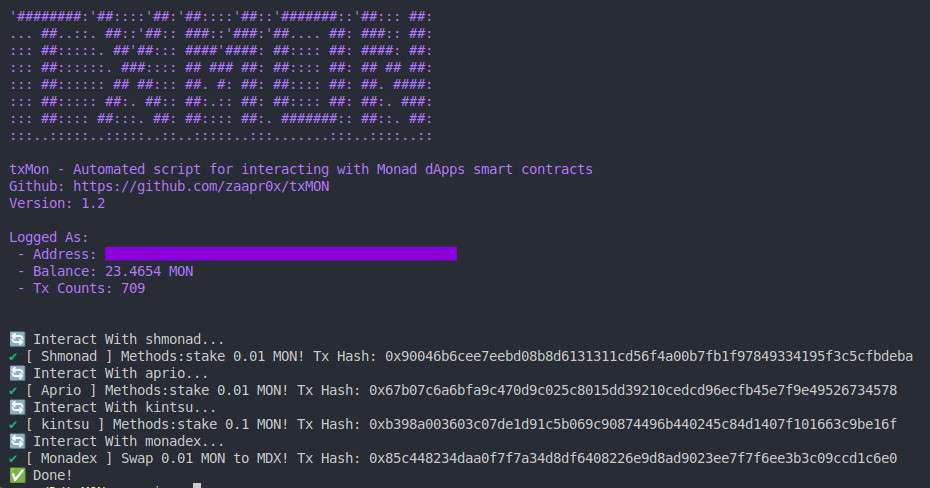 '########:'##::::'##:'##::::'##::'#######::'##::: ##:
... ##..::. ##::'##:: ###::'###:'##.... ##: ###:: ##:
::: ##:::::. ##'##::: ####'####: ##:::: ##: ####: ##:
::: ##::::::. ###:::: ## ### ##: ##:::: ##: ## ## ##:
::: ##:::::: ## ##::: ##. #: ##: ##:::: ##: ##. ####:
::: ##::::: ##:. ##:: ##:.:: ##: ##:::: ##: ##:. ###:
::: ##:::: ##:::. ##: ##:::: ##:. #######:: ##::. ##:
:::..:::::..:::::..::..:::::..:::.......:::..::::..::
txMon - Automated script for interacting with Monad dApps smart contracts
Github: https://github.com/zaapr0x/txMON
Version: 1.2
Logged As:
- Address:
- Balance: 23.4654 MON
- Tx Counts: 709
Interact With shmonad...
✔ [ Shmonad ] Methods:stake 0.01 MON! Tx Hash: 0x90046b6cee7eebd08b8d6131311cd56f4a00b7fb1f97849334195f3c5cfbdeba
Interact With aprio...
✔ [ Aprio ] Methods:stake 0.01 MON! Tx Hash: 0x67b07c6a6bfa9c470d9c025c8015dd39210cedcd96ecfb45e7f9e49526734578
Interact With kintsu...
✔ [ kintsu ] Methods:stake 0.1 MON! Tx Hash: 0xb398a003603c07de1d91c5b069c90874496b440245c84d1407f101663c9be16f
Interact With monadex...
✔ [ Monadex ] Swap 0.01 MON to MDX! Tx Hash: 0x85c448234daa0f7f7a34d8df6408226e9d8ad9023ee7f7f6ee3b3c09ccd1c6e0
✅ Done!